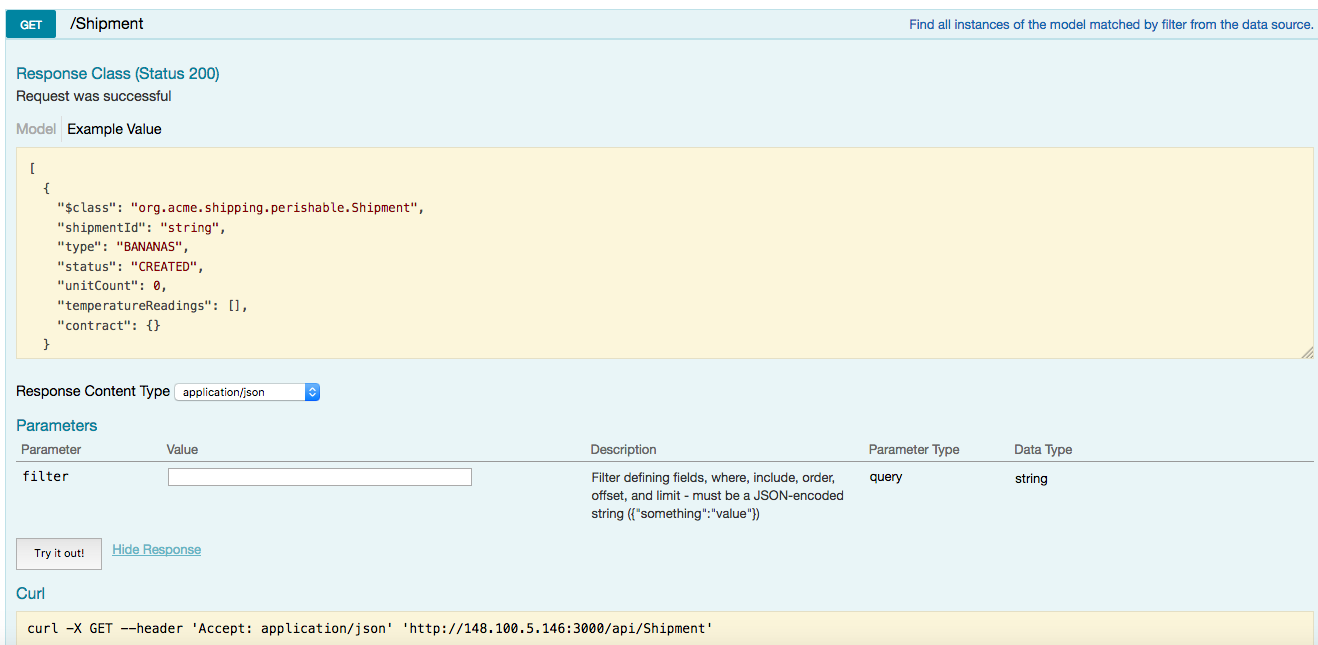 GET /Shipment Find all instances of the model matched by filter from the data source.
Response Class (Status 200)
Request was successful
Model Example Value
[
{
"$class": "org.acme.shipping.perishable.Shipment",
"shipmentId": "string",
"type": "BANANAS",
"status": "CREATED",
"unitCount": 0,
"temperatureReadings": [],
"contract": {}
}
Response Content Type application/json
Parameters
Parameter Value Description Parameter Type Data Type
filter Filter defining fields, where, include, order, query string
offset, and limit - must be a JSON-encoded
string ({"something":"value"})
Try it out! Hide Response
Curl
curl -X GET --header 'Accept: application/json' 'http://148.100.5.146:3000/api/Shipment'